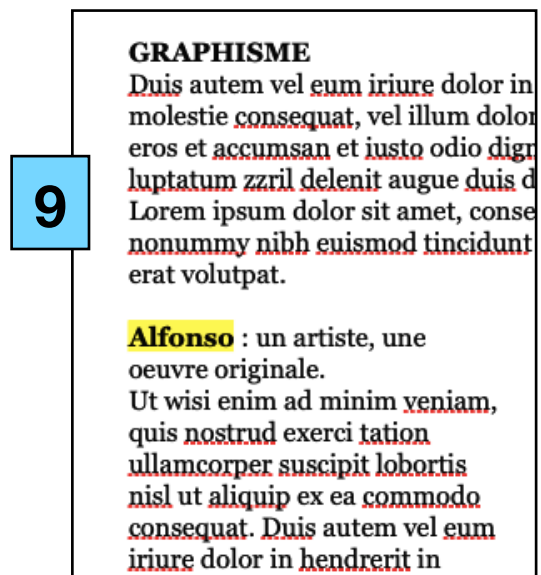 GRAPHISME
Duis autem vel eum iriure dolor in
molestie consequat, vel illum dolor
eros et accumsan et iusto odio
luptatum zzril delenit augue duis
9
Lorem ipsum dolor sit amet,
nonummy nibh euismod tincidunt
erat volutpat.
Alfonso : un artiste, une
oeuvre originale.
Ut wisi enim ad minim veniam,
quis nostrud exerci tation
ullamcorper suscipit lobortis
nisl ut aliquip ex ea commodo
consequat. Duis autem vel eum
iriure dolor in hendrerit in